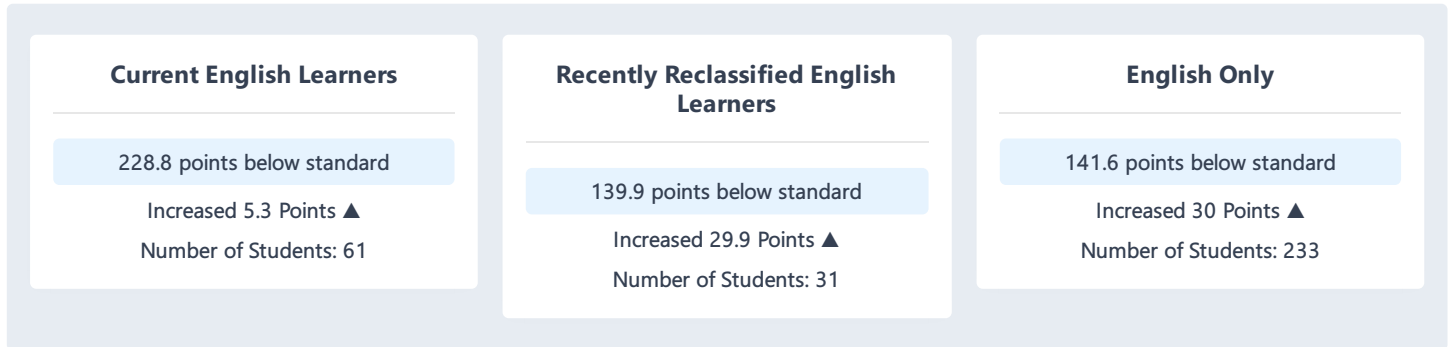 Current English Learners
228.8 points below standard
Increased 5.3 Points ▲
Number of Students: 61
Recently Reclassified English
Learners
139.9 points below standard
Increased 29.9 Points ▲
Number of Students: 31
English Only
141.6 points below standard
Increased 30 Points ▲
Number of Students: 233